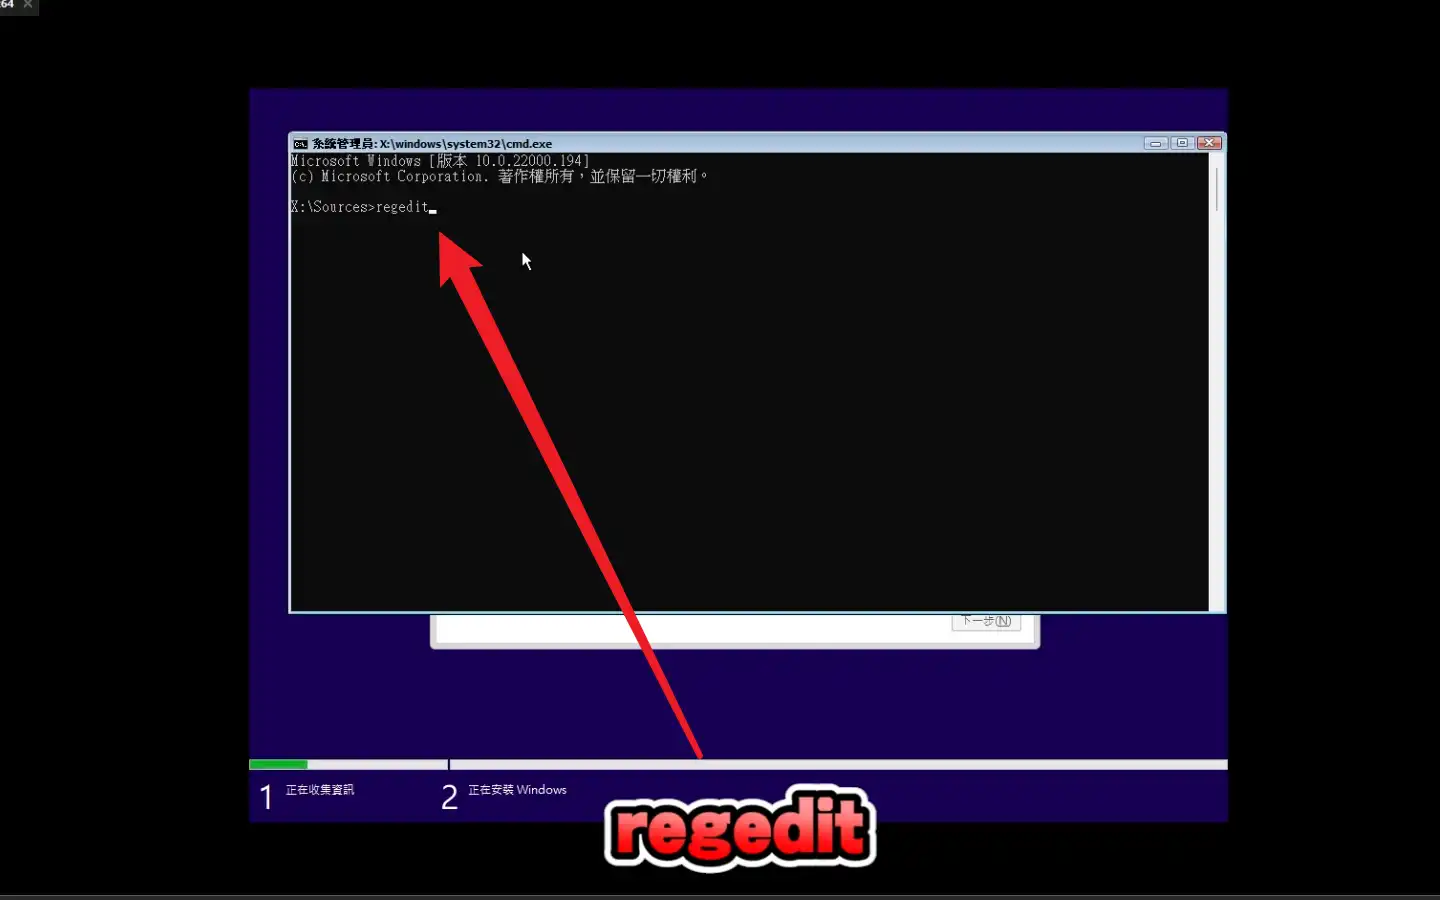 64 ×
系統管理員: X:\windows\system32\cmd.exe
Microsoft Windows [版本 10.0.22000.194]
(c) Microsoft Corporation. 著作權所有，並保留一切權利。
X:\Sources>regedit
下一步(N)
1 正在收集資訊
2 正在安裝 Windows
regedit